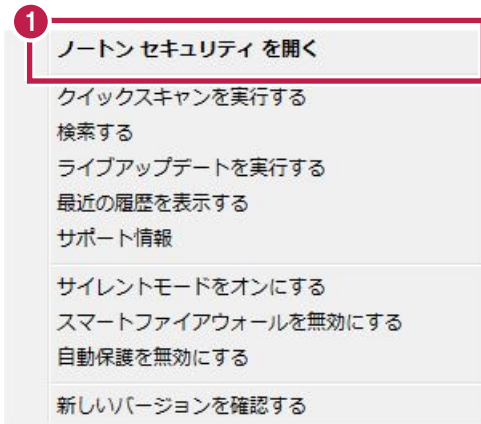 1
ノートン セキュリティ を開く
クイックスキャンを実行する
検索する
ライブアップデートを実行する
最近の履歴を表示する
サポート情報
サイレントモードをオンにする
スマートファイアウォールを無効にする
自動保護を無効にする
新しいバージョンを確認する